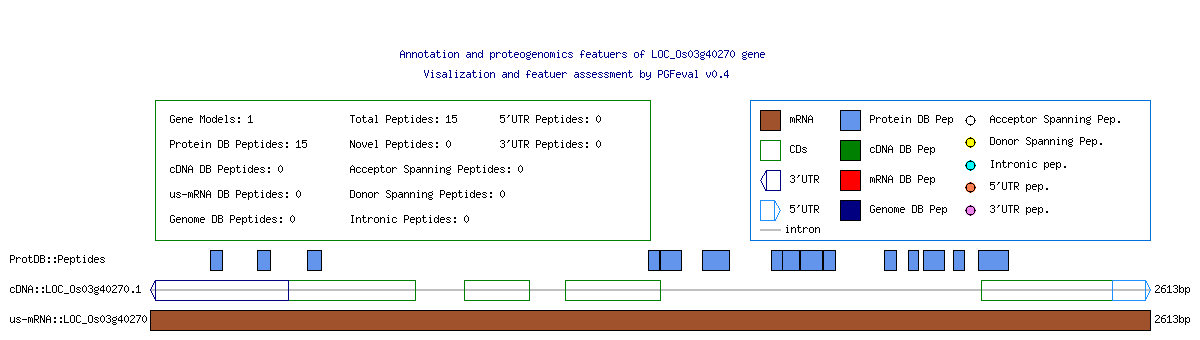 Annotation and proteogenomics featuers of LOC_Os03g40270 gene
Visalization and featuer assessment by PGFeval v0.4
Gene Models: 1 Total Peptides: 15 5'UTR Peptides: 0
Protein DB Peptides: 15 Novel Peptides: 0 3'UTR Peptides: 0
cDNA DB Peptides: 0 Acceptor Spanning Peptides: 0
us-mRNA DB Peptides: 0 Donor Spanning Peptides: 0
Genome DB Peptides: 0 Intronic Peptides: 0
mRNA Protein DB Pep Acceptor Spanning Pep.
CDs cDNA DB Pep Donor Spanning Pep.
3'UTR mRNA DB Pep Intronic pep.
5'UTR Genome DB Pep 5'UTR pep.
intron 3'UTR pep.
ProtDB::Peptides
cDNA::LOC_Os03g40270.1 2613bp
us-mRNA::LOC_Os03g40270 2613bp